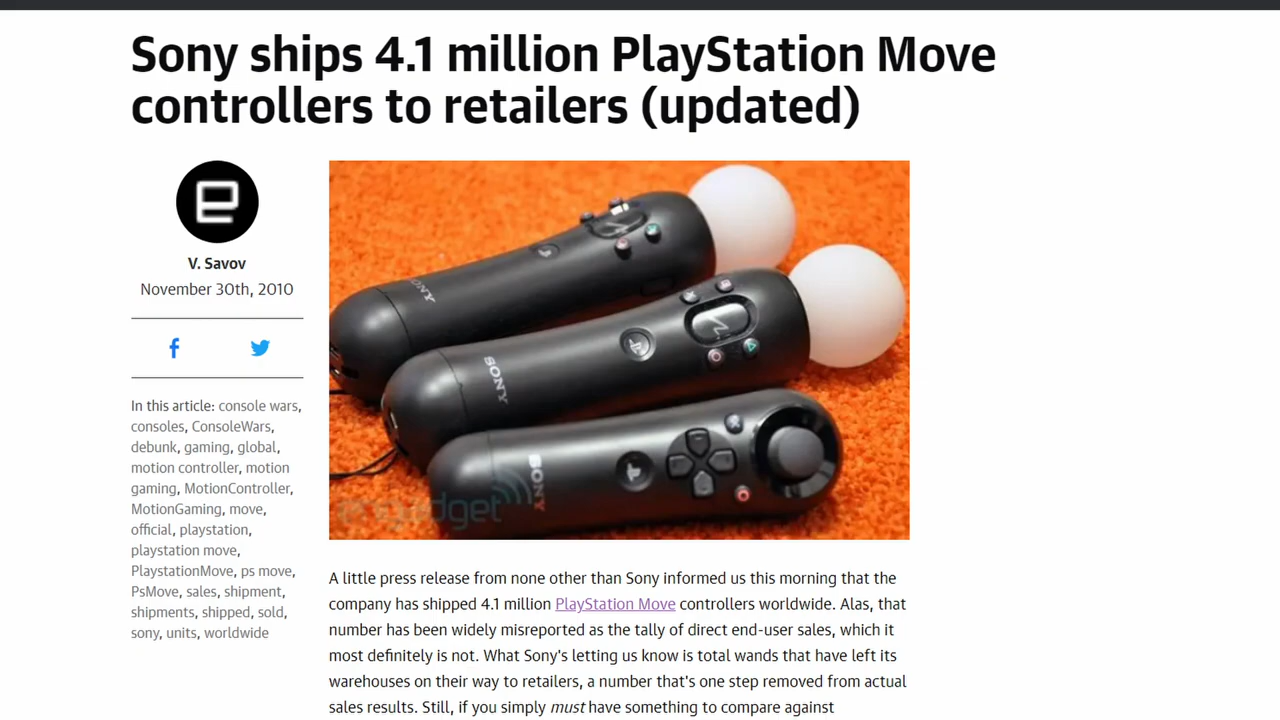 Sony ships 4.1 million PlayStation Move
controllers to retailers (updated)
V. Savov
November 30th, 2010
In this article: console wars,
consoles, ConsoleWars,
debunk, gaming, global,
motion controller, motion
gaming, MotionController,
MotionGaming, move,
official, playstation,
playstation move,
PlaystationMove, ps move,
PsMove, sales, shipment,
shipments, shipped, sold,
sony, units, worldwide
SONY
SONY
SONY
engadget
A little press release from none other than Sony informed us this morning that the
company has shipped 4.1 million PlayStation Move controllers worldwide. Alas, that
number has been widely misreported as the tally of direct end-user sales, which it
most definitely is not. What Sony's letting us know is total wands that have left its
warehouses on their way to retailers, a number that's one step removed from actual
sales results. Still, if you simply must have something to compare against